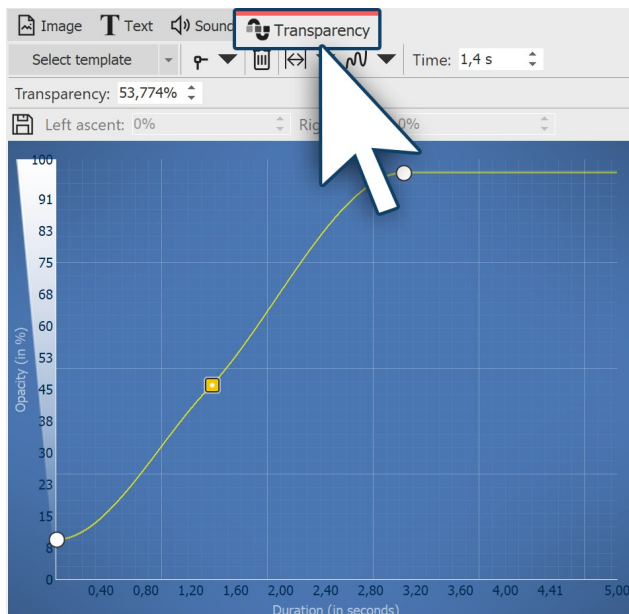 Image Text Sound Transparency
Select template Time: 1,4 s
Transparency: 53,774%
Left ascent: 0% 0%
100
91
83
75
68
60
53
45
38
30
23
15
8
0
Opacity (in %)
0,40 0,80 1,20 1,60 2,00 2,40 2,80 3,20 3,60 4,00 4,41 5,00
Duration (in seconds)